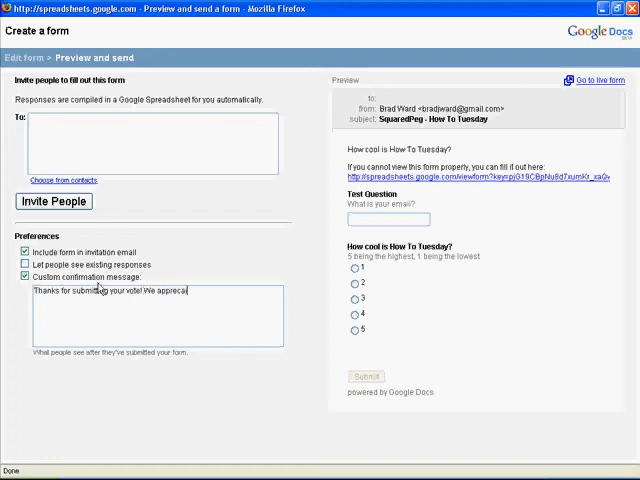 http://spreadsheets.google.com - Preview and send a form - Mozilla Firefox
Create a form
Google Docs
BETA
Edit form > Preview and send
Invite people to fill out this form
Responses are compiled in a Google Spreadsheet for you automatically.
To:
Choose from contacts
Invite People
Preferences
Include form in invitation email
Let people see existing responses
Custom confirmation message:
Thanks for submitting your vote! We apprecai
What people see after they've submitted your form.
Preview
Go to live form
to:
from: Brad Ward <bradjward@gmail.com>
subject: SquaredPeg - How To Tuesday
How cool is How To Tuesday?
If you cannot view this form properly, you can fill it out here:
Test Question
What is your email?
How cool is How To Tuesday?
5 being the highest, 1 being the lowest
1
2
3
4
5
Submit
powered by Google Docs
Done